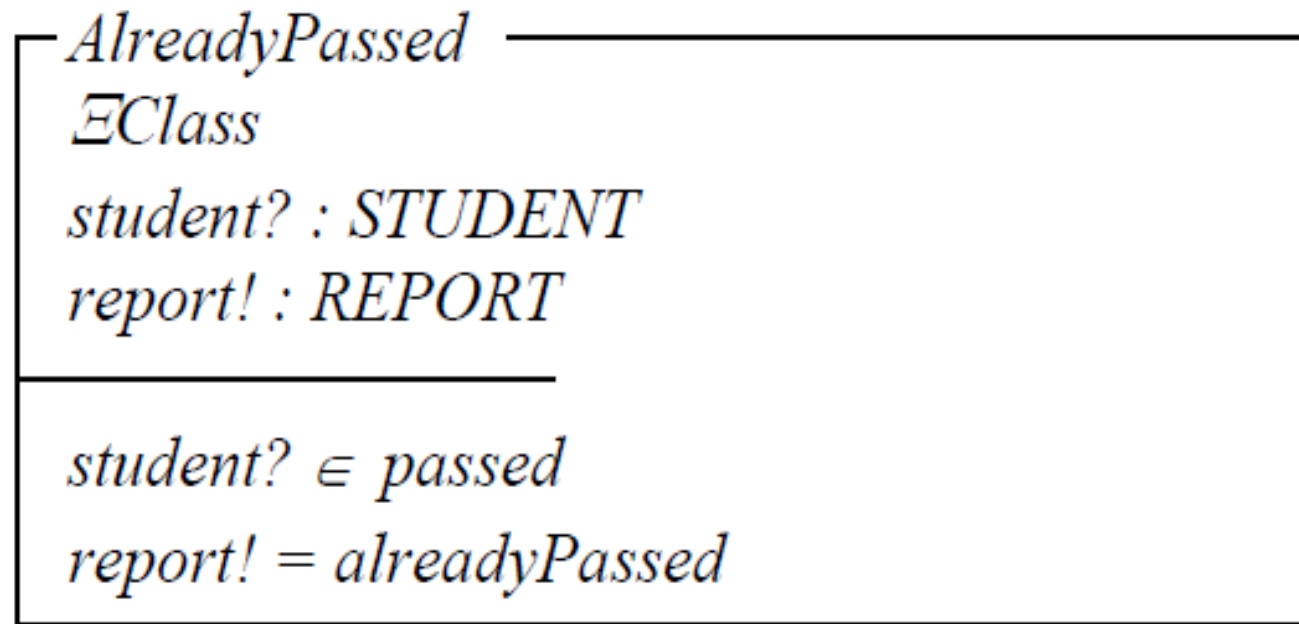 AlreadyPassed
ΞClass
student? : STUDENT
report! : REPORT
student? ∈ passed
report! = alreadyPassed